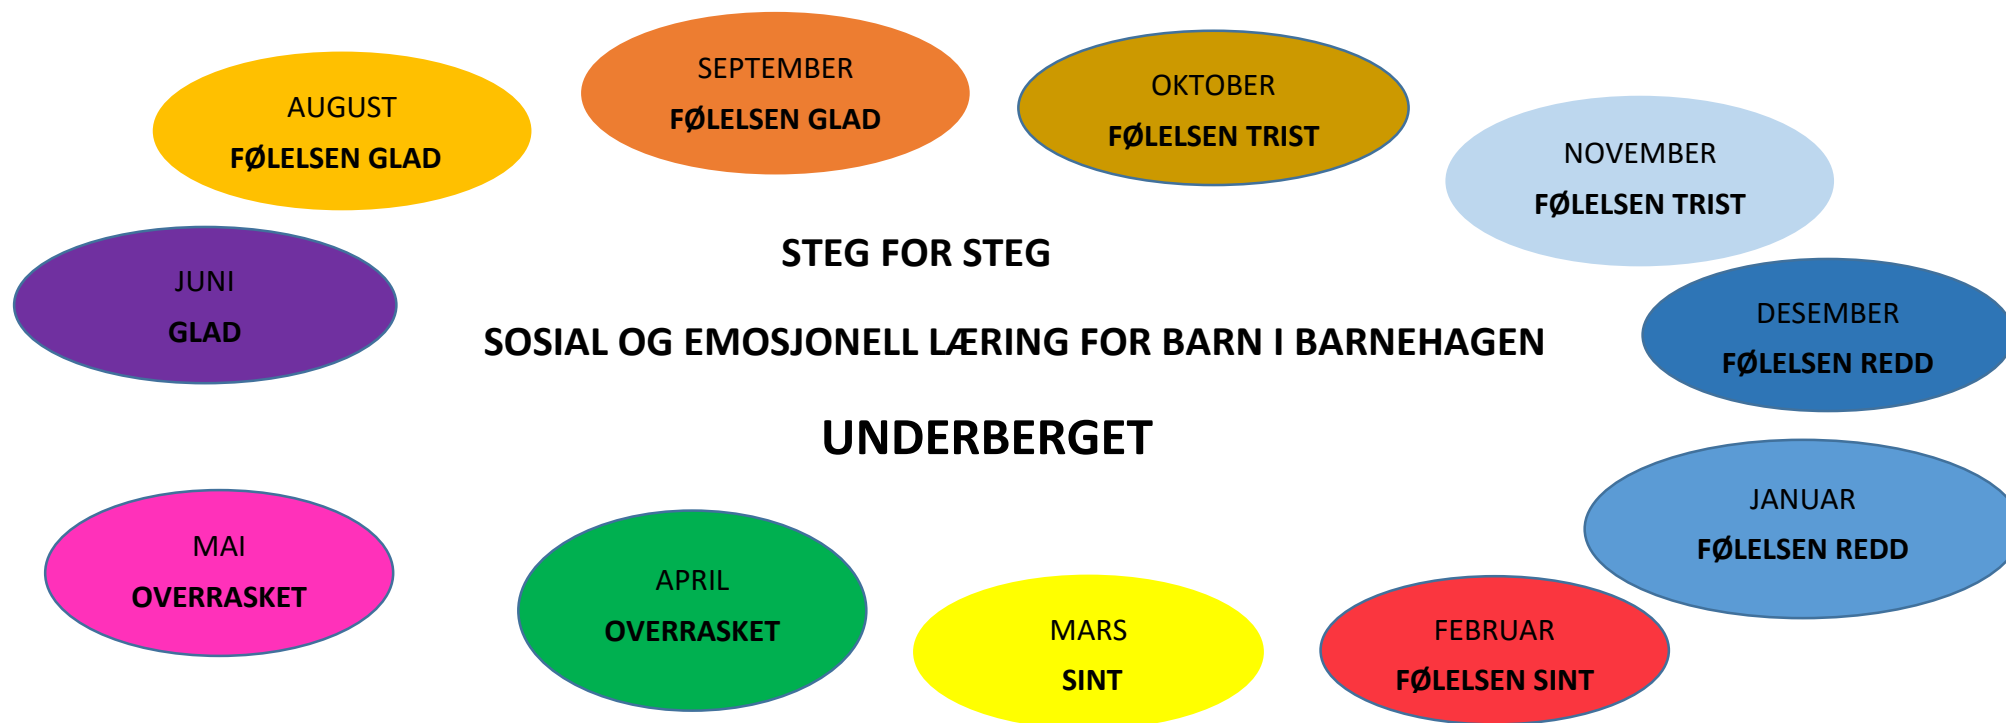 AUGUST
FØLELSEN GLAD
SEPTEMBER
FØLELSEN GLAD
OKTOBER
FØLELSEN TRIST
NOVEMBER
FØLELSEN TRIST
STEG FOR STEG
JUNI
GLAD
SOSIAL OG EMOSJONELL LÆRING FOR BARN I BARNEHAGEN
DESEMBER
FØLELSEN REDD
UNDERBERGET
JANUAR
FØLELSEN REDD
MAI
OVERRASKET
APRIL
OVERRASKET
MARS
SINT
FEBRUAR
FØLELSEN SINT